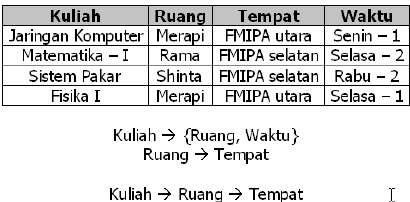 Kuliah Ruang Tempat Waktu
Jaringan Komputer Merapi FMIPA utara Senin – 1
Matematika – I Rama FMIPA selatan Selasa – 2
Sistem Pakar Shinta FMIPA selatan Rabu – 2
Fisika I Merapi FMIPA utara Selasa – 1
Kuliah → {Ruang, Waktu}
Ruang → Tempat
Kuliah → Ruang → Tempat